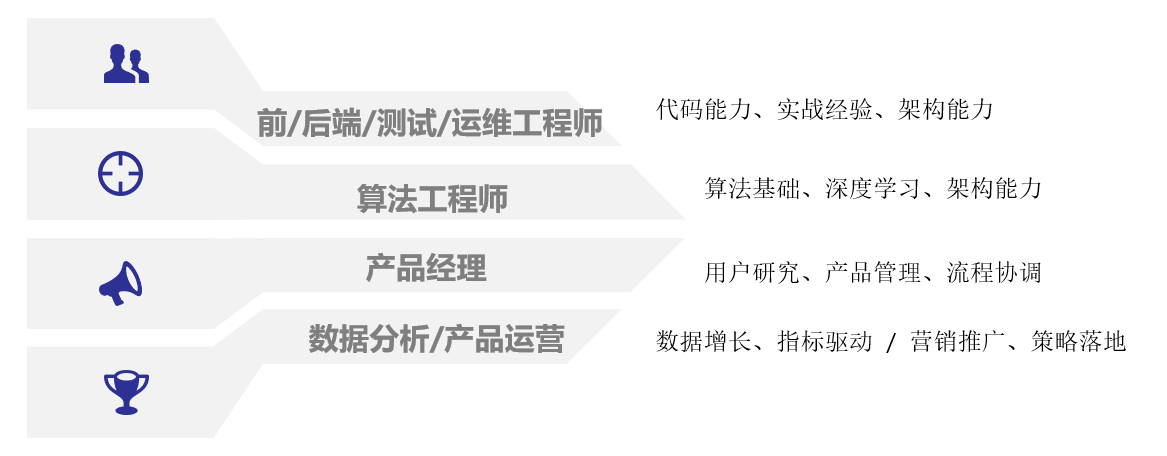 前/后端/测试/运维工程师
代码能力、实战经验、架构能力
算法工程师
算法基础、深度学习、架构能力
产品经理
用户研究、产品管理、流程协调
数据分析/产品运营
数据增长、指标驱动 / 营销推广、策略落地